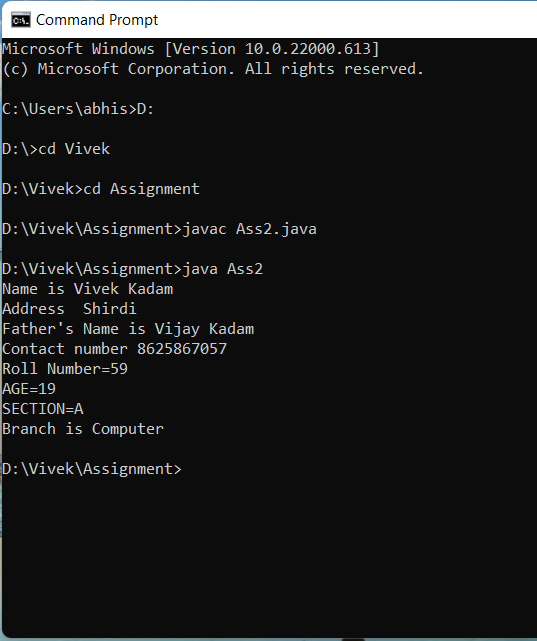 Command Prompt
Microsoft Windows [Version 10.0.22000.613]
(c) Microsoft Corporation. All rights reserved.
C:\Users\abhis>D:
D:\>cd Vivek
D:\Vivek>cd Assignment
D:\Vivek\Assignment>javac Ass2.java
D:\Vivek\Assignment>java Ass2
Name is Vivek Kadam
Address  Shirdi
Father's Name is Vijay Kadam
Contact number 8625867057
Roll Number=59
AGE=19
SECTION=A
Branch is Computer
D:\Vivek\Assignment>